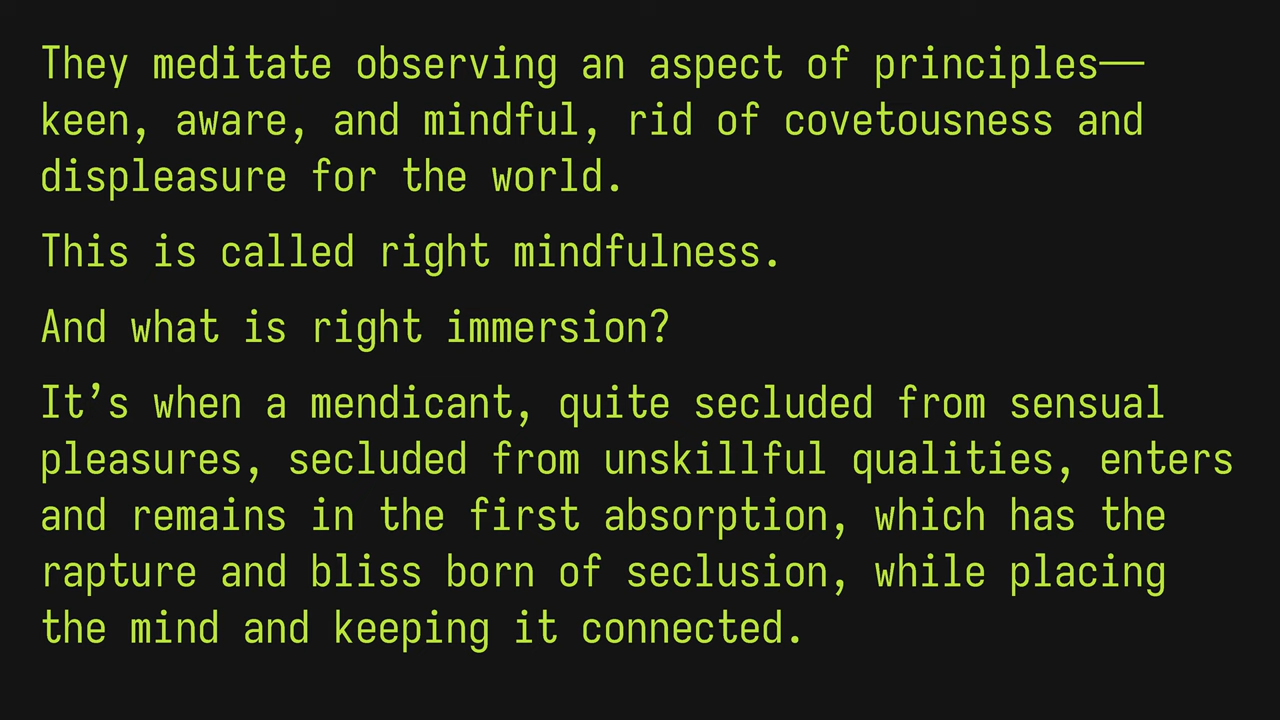 They meditate observing an aspect of principles—
keen, aware, and mindful, rid of covetousness and
displeasure for the world.
This is called right mindfulness.
And what is right immersion?
It’s when a mendicant, quite secluded from sensual
pleasures, secluded from unskillful qualities, enters
and remains in the first absorption, which has the
rapture and bliss born of seclusion, while placing
the mind and keeping it connected.